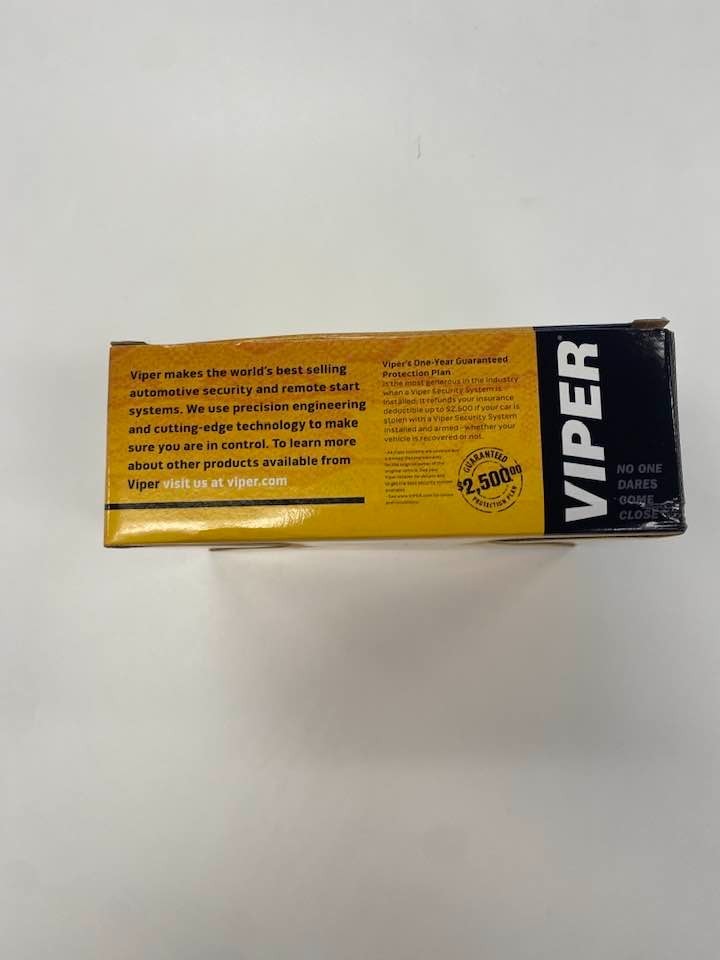 Viper makes the world's best selling
automotive security and remote start
systems. We use precision engineering
and cutting-edge technology to make
sure you are in control. To learn more
about other products available from
Viper visit us at viper.com
Viper's One-Year Guaranteed
Protection Plan
is the most generous in the industry
when a Viper Security System is
installed; it refunds your insurance
deductible up to $2,500 if your car is
stolen with a Viper Security System
installed and armed - whether your
vehicle is recovered or not.
GUARANTEED
$2,500.00
PROTECTION PLAN
VIPER
NO ONE
DARES
COME
CLOSE